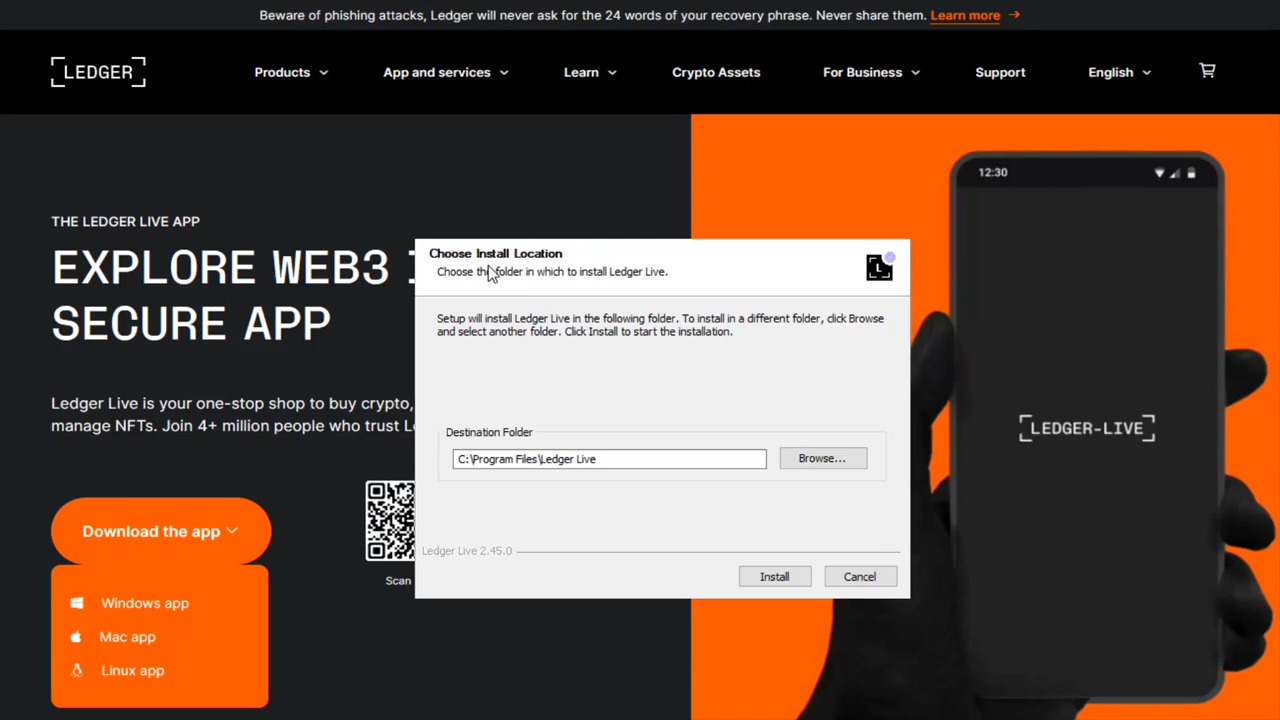 Beware of phishing attacks, Ledger will never ask for the 24 words of your recovery phrase. Never share them. Learn more →
LEDGER
Products
App and services
Learn
Crypto Assets
For Business
Support
English
12:30
THE LEDGER LIVE APP
EXPLORE WEB3
SECURE APP
Ledger Live is your one-stop shop to buy crypto,
manage NFTs. Join 4+ million people who trust
Download the app
Windows app
Mac app
Linux app
Scan
Choose Install Location
Choose the folder in which to install Ledger Live.
L
Setup will install Ledger Live in the following folder. To install in a different folder, click Browse
and select another folder. Click Install to start the installation.
Destination Folder
C:\Program Files\Ledger Live
Browse...
Ledger Live 2.45.0
Install
Cancel
LEDGER-LIVE